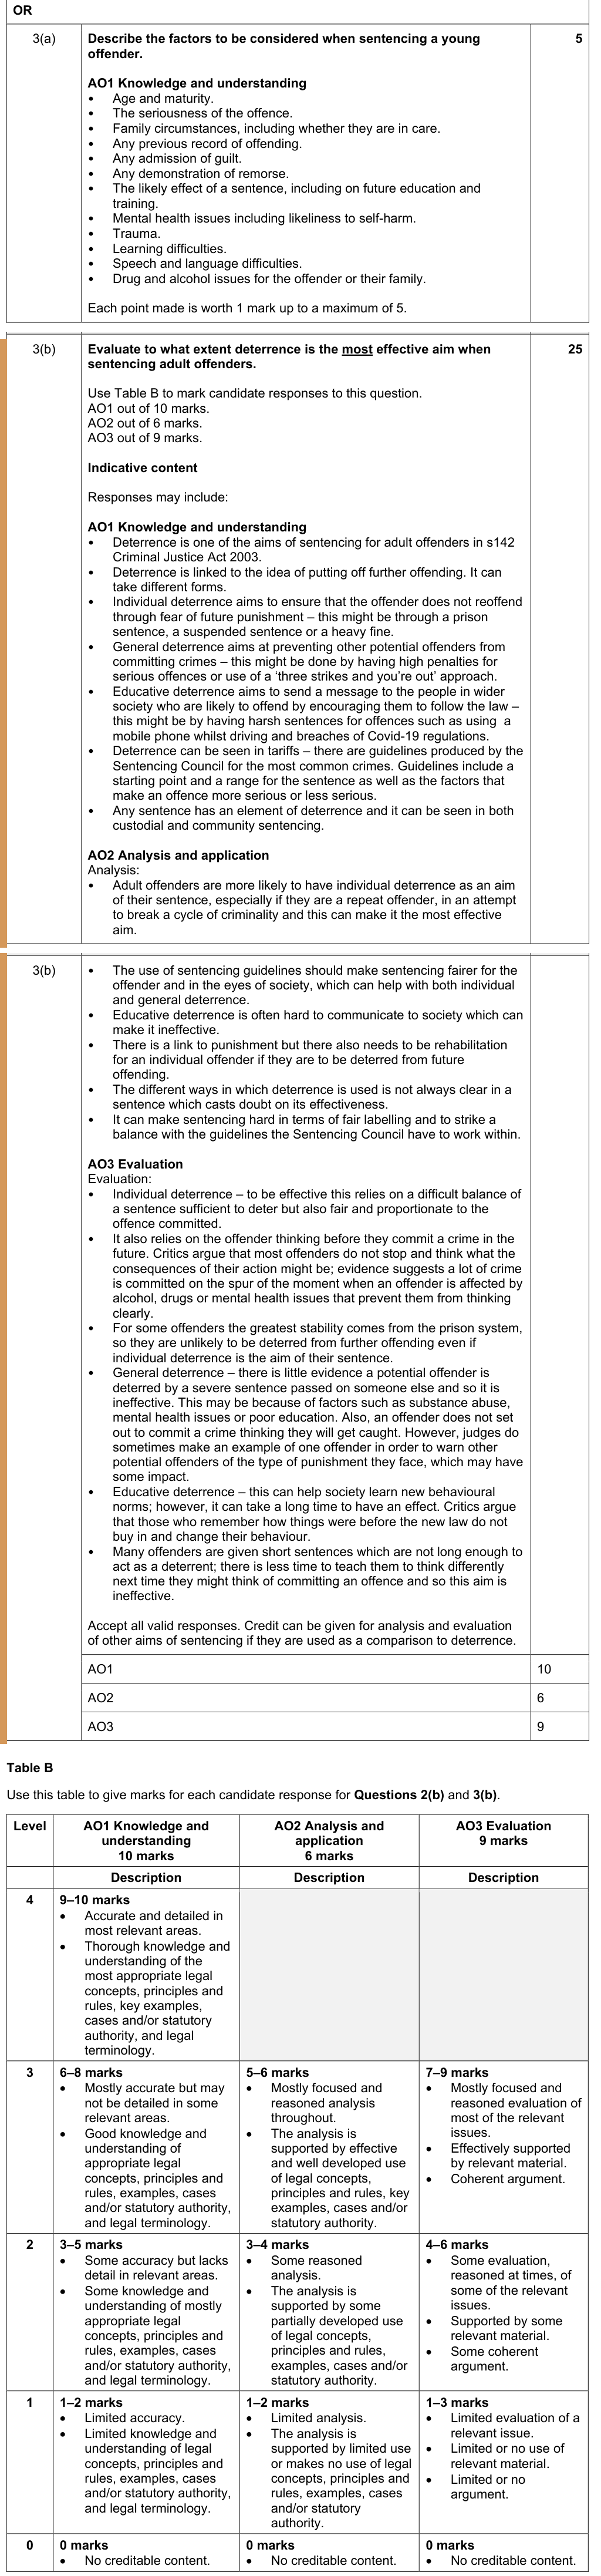 OR
3(a)
Describe the factors to be considered when sentencing a young
offender.
5
AO1 Knowledge and understanding
• Age and maturity.
• The seriousness of the offence.
• Family circumstances, including whether they are in care.
• Any previous record of offending.
• Any admission of guilt.
• Any demonstration of remorse.
• The likely effect of a sentence, including on future education and
training.
• Mental health issues including likeliness to self-harm.
• Trauma.
• Learning difficulties.
• Speech and language difficulties.
• Drug and alcohol issues for the offender or their family.
Each point made is worth 1 mark up to a maximum of 5.
3(b)
Evaluate to what extent deterrence is the most effective aim when
sentencing adult offenders.
25
Use Table B to mark candidate responses to this question.
AO1 out of 10 marks.
AO2 out of 6 marks.
AO3 out of 9 marks.
Indicative content
Responses may include:
AO1 Knowledge and understanding
• Deterrence is one of the aims of sentencing for adult offenders in s142
Criminal Justice Act 2003.
• Deterrence is linked to the idea of putting off further offending. It can
take different forms.
• Individual deterrence aims to ensure that the offender does not reoffend
through fear of future punishment – this might be through a prison
sentence, a suspended sentence or a heavy fine.
• General deterrence aims at preventing other potential offenders from
committing crimes – this might be done by having high penalties for
serious offences or use of a ‘three strikes and you’re out’ approach.
• Educative deterrence aims to send a message to the people in wider
society who are likely to offend by encouraging them to follow the law –
this might be by having harsh sentences for offences such as using a
mobile phone whilst driving and breaches of Covid-19 regulations.
• Deterrence can be seen in tariffs – there are guidelines produced by the
Sentencing Council for the most common crimes. Guidelines include a
starting point and a range for the sentence as well as the factors that
make an offence more serious or less serious.
• Any sentence has an element of deterrence and it can be seen in both
custodial and community sentencing.
AO2 Analysis and application
Analysis:
• Adult offenders are more likely to have individual deterrence as an aim
of their sentence, especially if they are a repeat offender, in an attempt
to break a cycle of criminality and this can make it the most effective
aim.
3(b)
• The use of sentencing guidelines should make sentencing fairer for the
offender and in the eyes of society, which can help with both individual
and general deterrence.
• Educative deterrence is often hard to communicate to society which can
make it ineffective.
• There is a link to punishment but there also needs to be rehabilitation
for an individual offender if they are to be deterred from future
offending.
• The different ways in which deterrence is used is not always clear in a
sentence which casts doubt on its effectiveness.
• It can make sentencing hard in terms of fair labelling and to strike a
balance with the guidelines the Sentencing Council have to work within.
AO3 Evaluation
Evaluation:
• Individual deterrence – to be effective this relies on a difficult balance of
a sentence sufficient to deter but also fair and proportionate to the
offence committed.
• It also relies on the offender thinking before they commit a crime in the
future. Critics argue that most offenders do not stop and think what the
consequences of their action might be; evidence suggests a lot of crime
is committed on the spur of the moment when an offender is affected by
alcohol, drugs or mental health issues that prevent them from thinking
clearly.
• For some offenders the greatest stability comes from the prison system,
so they are unlikely to be deterred from further offending even if
individual deterrence is the aim of their sentence.
• General deterrence – there is little evidence a potential offender is
deterred by a severe sentence passed on someone else and so it is
ineffective. This may be because of factors such as substance abuse,
mental health issues or poor education. Also, an offender does not set
out to commit a crime thinking they will get caught. However, judges do
sometimes make an example of one offender in order to warn other
potential offenders of the type of punishment they face, which may have
some impact.
• Educative deterrence – this can help society learn new behavioural
norms; however, it can take a long time to have an effect. Critics argue
that those who remember how things were before the new law do not
buy in and change their behaviour.
• Many offenders are given short sentences which are not long enough to
act as a deterrent; there is less time to teach them to think differently
next time they might think of committing an offence and so this aim is
ineffective.
Accept all valid responses. Credit can be given for analysis and evaluation
of other aims of sentencing if they are used as a comparison to deterrence.
AO1 10
AO2 6
AO3 9
Table B
Use this table to give marks for each candidate response for Questions 2(b) and 3(b).
Level
AO1 Knowledge and
understanding
10 marks
AO2 Analysis and
application
6 marks
AO3 Evaluation
9 marks
Description
Description
Description
4
9–10 marks
• Accurate and detailed in
most relevant areas.
• Thorough knowledge and
understanding of the
most appropriate legal
concepts, principles and
rules, key examples,
cases and/or statutory
authority, and legal
terminology.
3
6–8 marks
• Mostly accurate but may
not be detailed in some
relevant areas.
• Good knowledge and
understanding of
appropriate legal
concepts, principles and
rules, examples, cases
and/or statutory authority,
and legal terminology.
5–6 marks
• Mostly focused and
reasoned analysis
throughout.
• The analysis is
supported by effective
and well developed use
of legal concepts,
principles and rules, key
examples, cases and/or
statutory authority.
7–9 marks
• Mostly focused and
reasoned evaluation of
most of the relevant
issues.
• Effectively supported
by relevant material.
• Coherent argument.
2
3–5 marks
• Some accuracy but lacks
detail in relevant areas.
• Some knowledge and
understanding of mostly
appropriate legal
concepts, principles and
rules, examples, cases
and/or statutory authority,
and legal terminology.
3–4 marks
• Some reasoned
analysis.
• The analysis is
supported by some
partially developed use
of legal concepts,
principles and rules,
examples, cases and/or
statutory authority.
4–6 marks
• Some evaluation,
reasoned at times, of
some of the relevant
issues.
• Supported by some
relevant material.
• Some coherent
argument.
1
1–2 marks
• Limited accuracy.
• Limited knowledge and
understanding of legal
concepts, principles and
rules, examples, cases
and/or statutory authority,
and legal terminology.
1–2 marks
• Limited analysis.
• The analysis is
supported by limited use
or makes no use of legal
concepts, principles and
rules, examples, cases
and/or statutory
authority.
1–3 marks
• Limited evaluation of a
relevant issue.
• Limited or no use of
relevant material.
• Limited or no
argument.
0
0 marks
• No creditable content.
0 marks
• No creditable content.
0 marks
• No creditable content.